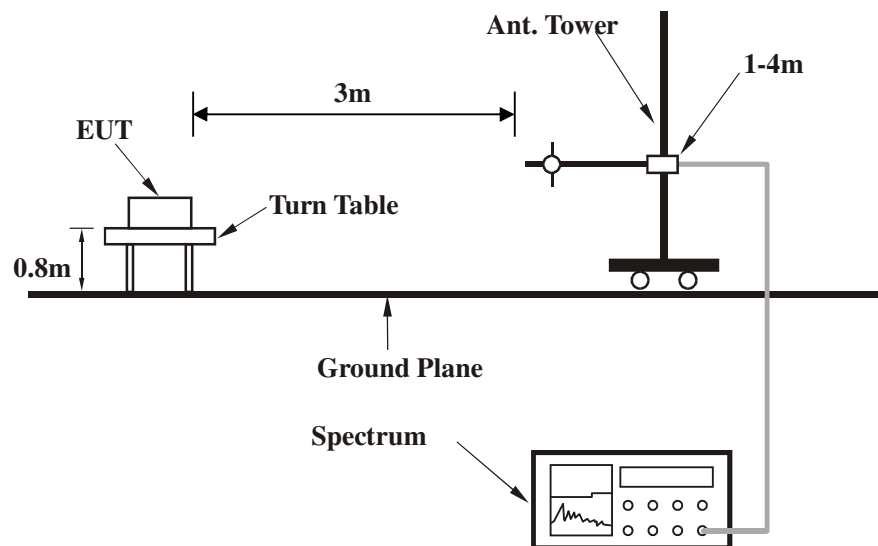 Ant. Tower
1-4m
3m
EUT
Turn Table
0.8m
Ground Plane
Spectrum